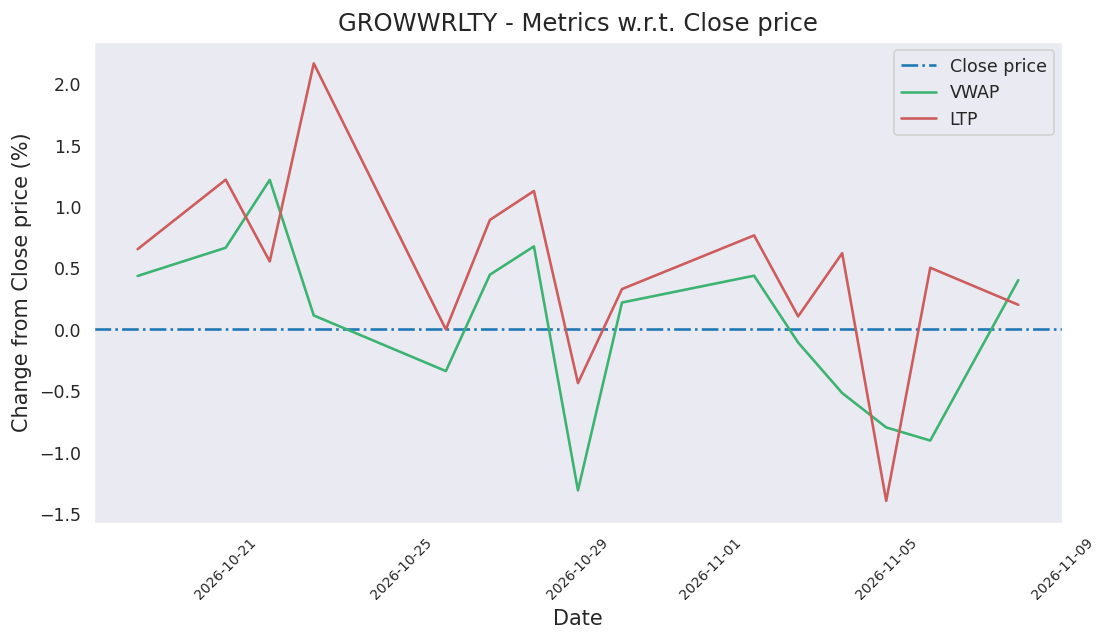 GROWWRLTY - Metrics w.r.t. Close price
Close price
VWAP
LTP
Change from Close price (%)
2.0
1.5
1.0
0.5
0.0
−0.5
−1.0
−1.5
2026-10-21
2026-10-25
2026-10-29
2026-11-01
2026-11-05
2026-11-09
Date